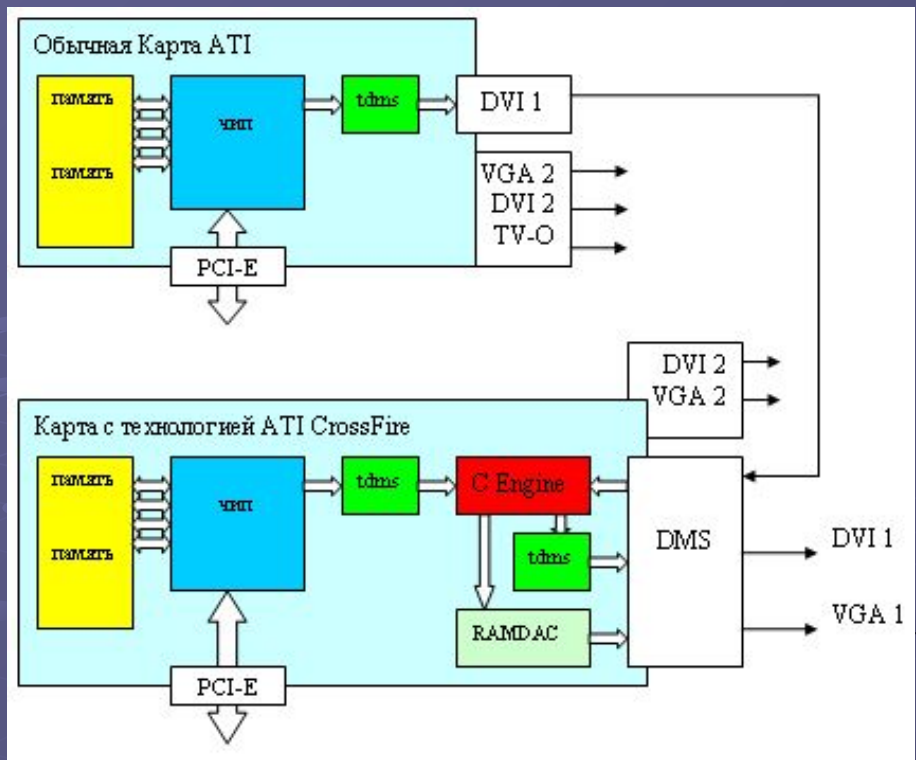 Обычная Карта ATI
память
память
чип
tdms
DVI 1
VGA 2
DVI 2
TV-O
PCI-E
DVI 2
VGA 2
Карта с технологией ATI CrossFire
память
память
чип
tdms
C Engine
tdms
RAMDAC
DMS
DVI 1
VGA 1
PCI-E